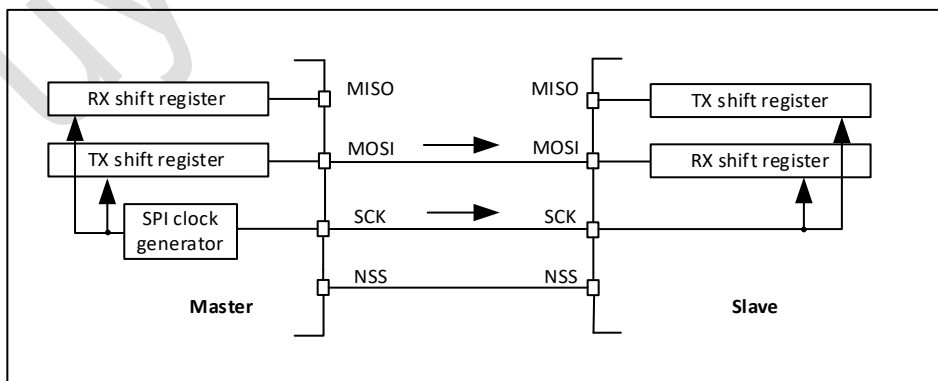 MISO
MISO
RX shift register
TX shift register
MOSI
MOSI
TX shift register
RX shift register
SPI clock
generator
SCK
SCK
NSS
NSS
Master
Slave